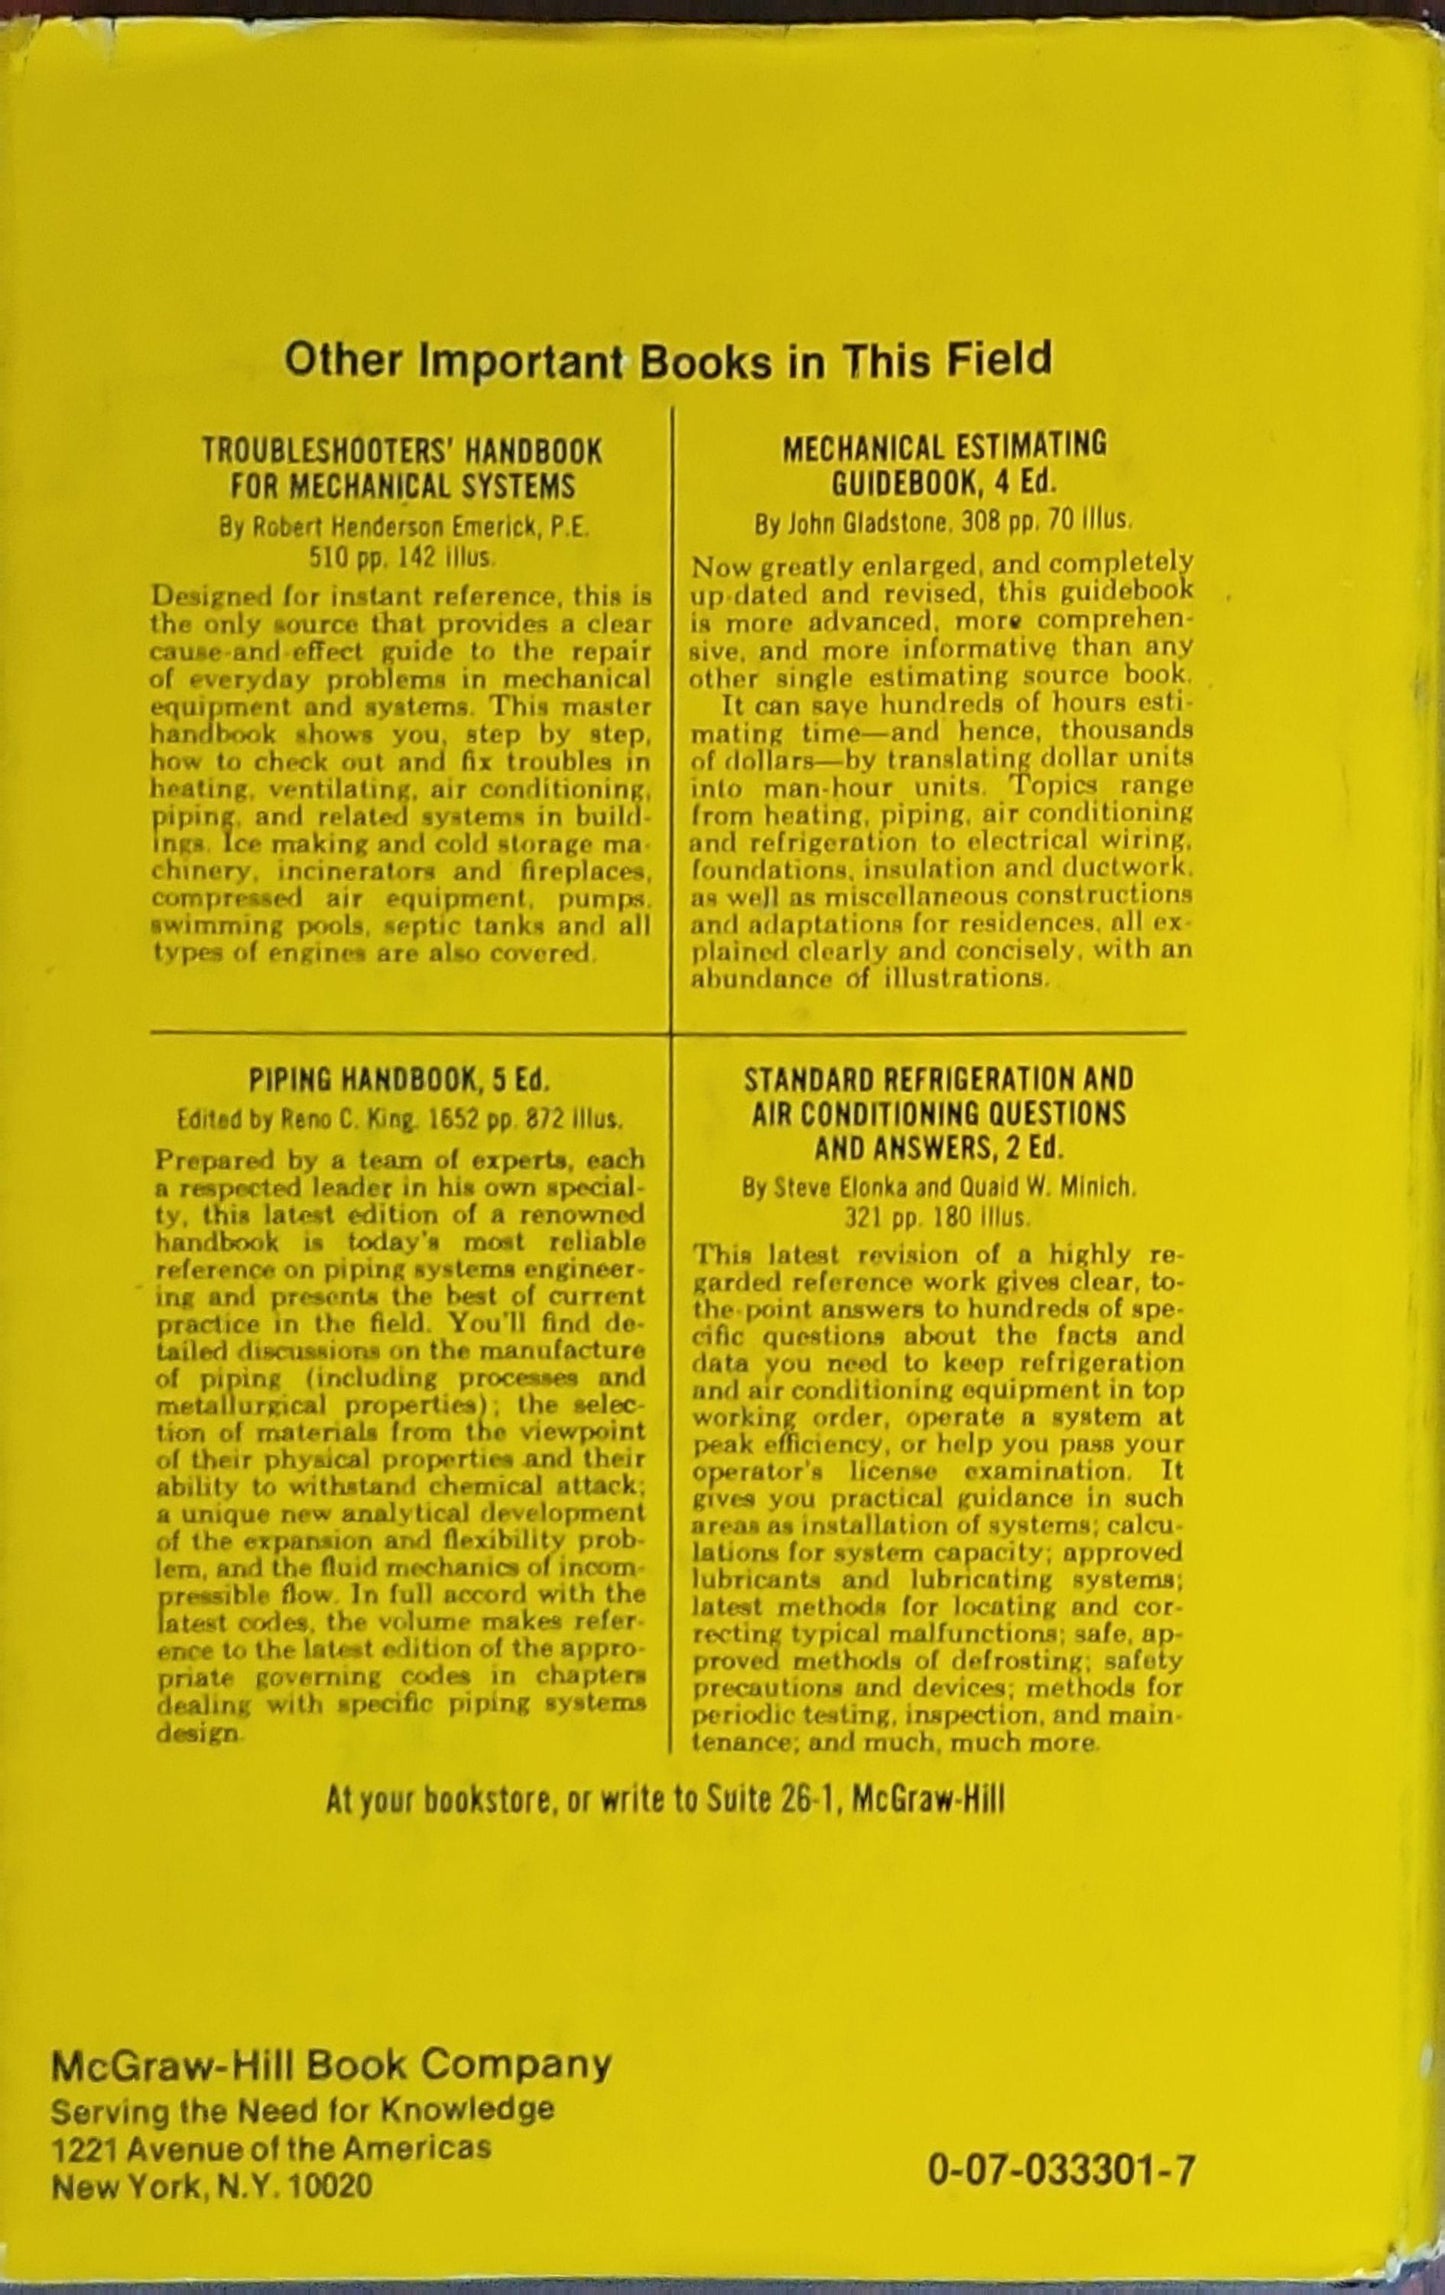 Other Important Books in This Field
TROUBLESHOOTERS' HANDBOOK
FOR MECHANICAL SYSTEMS
By Robert Henderson Emerick, P.E.
510 pp. 142 illus.
Designed for instant reference, this is
the only source that provides a clear
cause-and-effect guide to the repair
of everyday problems in mechanical
equipment and systems. This master
handbook shows you, step by step,
how to check out and fix troubles in
heating, ventilating, air conditioning,
piping, and related systems in build-
ings. Ice making and cold storage ma-
chinery, incinerators and fireplaces,
compressed air equipment, pumps,
swimming pools, septic tanks and all
types of engines are also covered.
MECHANICAL ESTIMATING
GUIDEBOOK, 4 Ed.
By John Gladstone. 308 pp. 70 illus.
Now greatly enlarged, and completely
up-dated and revised, this guidebook
is more advanced, more comprehen-
sive, and more informative than any
other single estimating source book.
It can save hundreds of hours esti-
mating time—and hence, thousands
of dollars—by translating dollar units
into man-hour units. Topics range
from heating, piping, air conditioning
and refrigeration to electrical wiring,
foundations, insulation and ductwork,
as well as miscellaneous constructions
and adaptations for residences, all ex-
plained clearly and concisely, with an
abundance of illustrations.
PIPING HANDBOOK, 5 Ed.
Edited by Reno C. King. 1652 pp. 872 illus.
Prepared by a team of experts, each
a respected leader in his own special-
ty, this latest edition of a renowned
handbook is today's most reliable
reference on piping systems engineer-
ing and presents the best of current
practice in the field. You'll find de-
tailed discussions on the manufacture
of piping (including processes and
metallurgical properties); the selec-
tion of materials from the viewpoint
of their physical properties and their
ability to withstand chemical attack;
a unique new analytical development
of the expansion and flexibility prob-
lem, and the fluid mechanics of incom-
pressible flow. In full accord with the
latest codes, the volume makes refer-
ence to the latest edition of the appro-
priate governing codes in chapters
dealing with specific piping systems
design.
STANDARD REFRIGERATION AND
AIR CONDITIONING QUESTIONS
AND ANSWERS, 2 Ed.
By Steve Elonka and Quaid W. Minich.
321 pp. 180 illus.
This latest revision of a highly re-
garded reference work gives clear, to-
the-point answers to hundreds of spe-
cific questions about the facts and
data you need to keep refrigeration
and air conditioning equipment in top
working order, operate a system at
peak efficiency, or help you pass your
operator's license examination. It
gives you practical guidance in such
areas as installation of systems; calcu-
lations for system capacity; approved
lubricants and lubricating systems;
latest methods for locating and cor-
recting typical malfunctions; safe, ap-
proved methods of defrosting; safety
precautions and devices; methods for
periodic testing, inspection, and main-
tenance; and much, much more.
At your bookstore, or write to Suite 26-1, McGraw-Hill
McGraw-Hill Book Company
Serving the Need for Knowledge
1221 Avenue of the Americas
New York, N.Y. 10020
0-07-033301-7